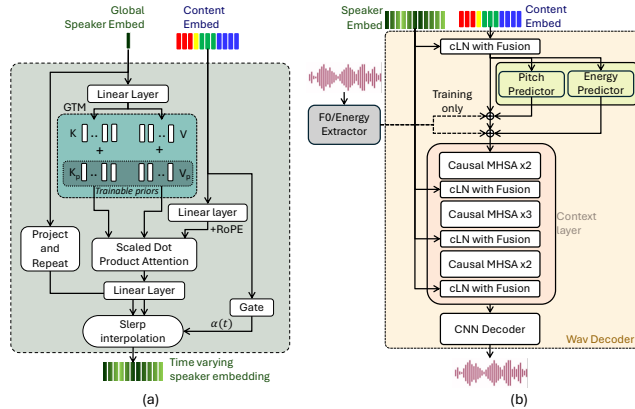 Global
Speaker Embed
Content
Embed
Linear Layer
GTM
K
..
..
V
+
+
Kp
..
..
Vp
Trainable priors
Linear layer
+RoPE
Project
and
Repeat
Scaled Dot
Product Attention
Linear Layer
Gate
α(t)
Slerp
interpolation
Time varying
speaker embedding
(a)
Speaker
Embed
Content
Embed
cLN with Fusion
Pitch
Predictor
Energy
Predictor
Training
only
F0/Energy
Extractor
Causal MHSA x2
cLN with Fusion
Causal MHSA x3
cLN with Fusion
Causal MHSA x2
cLN with Fusion
Context
layer
CNN Decoder
Wav Decoder
(b)